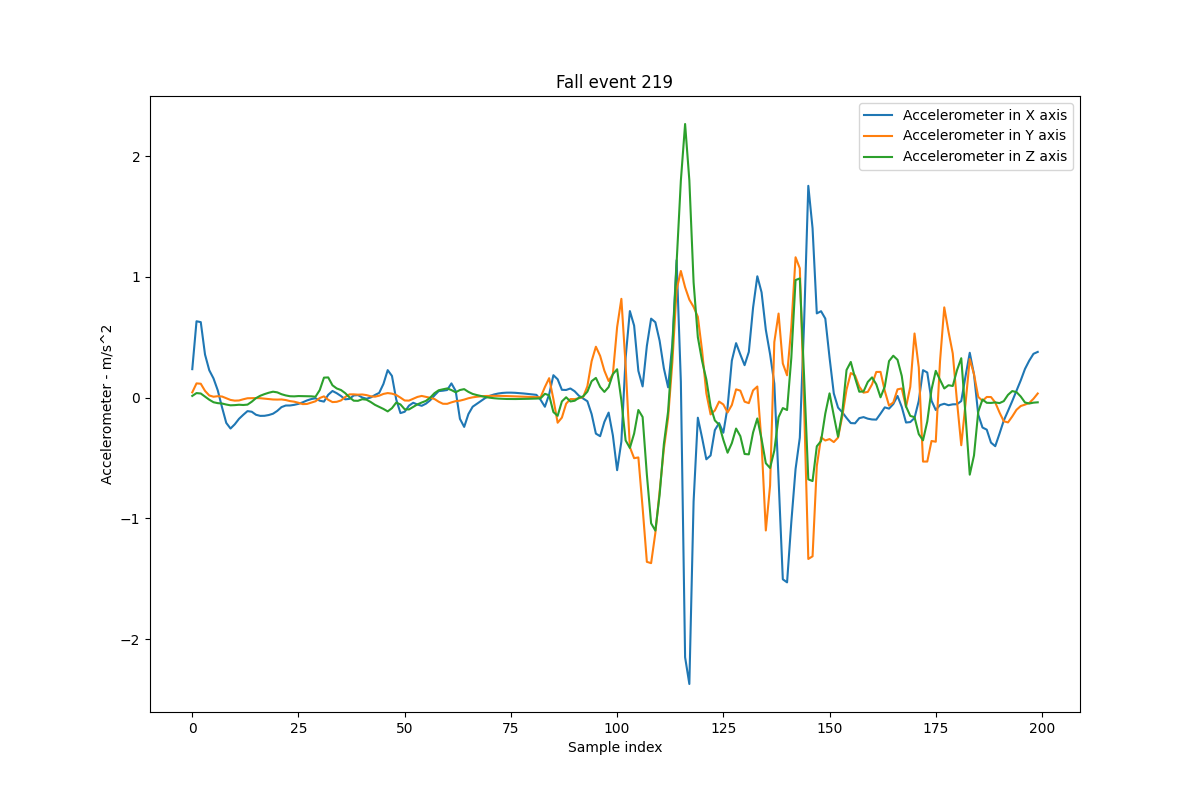 Fall event 219
Accelerometer in X axis
Accelerometer in Y axis
Accelerometer in Z axis
2
1
0
−1
−2
Accelerometer - m/s^2
0 25 50 75 100 125 150 175 200
Sample index